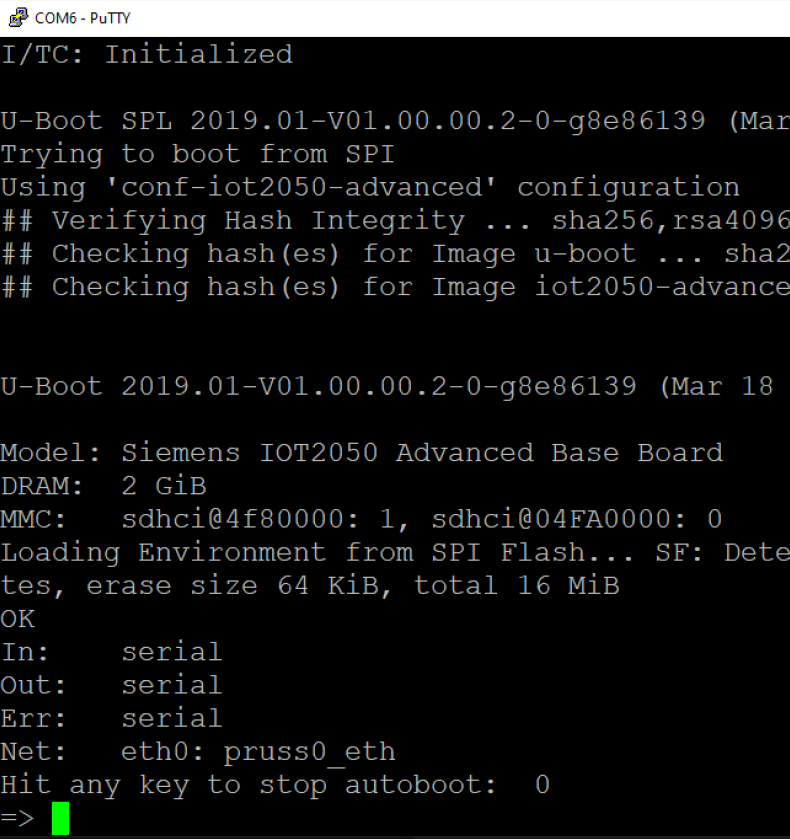 COM6 - PuTTY
I/TC: Initialized
U-Boot SPL 2019.01-V01.00.00.2-0-g8e86139 (Mar
Trying to boot from SPI
Using 'conf-iot2050-advanced' configuration
## Verifying Hash Integrity ... sha256,rsa4096
## Checking hash(es) for Image u-boot ... sha2
## Checking hash(es) for Image iot2050-advance
U-Boot 2019.01-V01.00.00.2-0-g8e86139 (Mar 18
Model: Siemens IOT2050 Advanced Base Board
DRAM:  2 GiB
MMC:   sdhci@4f80000: 1, sdhci@04FA0000: 0
Loading Environment from SPI Flash... SF: Dete
tes, erase size 64 KiB, total 16 MiB
OK
In:    serial
Out:   serial
Err:   serial
Net:   eth0: pruss0_eth
Hit any key to stop autoboot:  0
=>